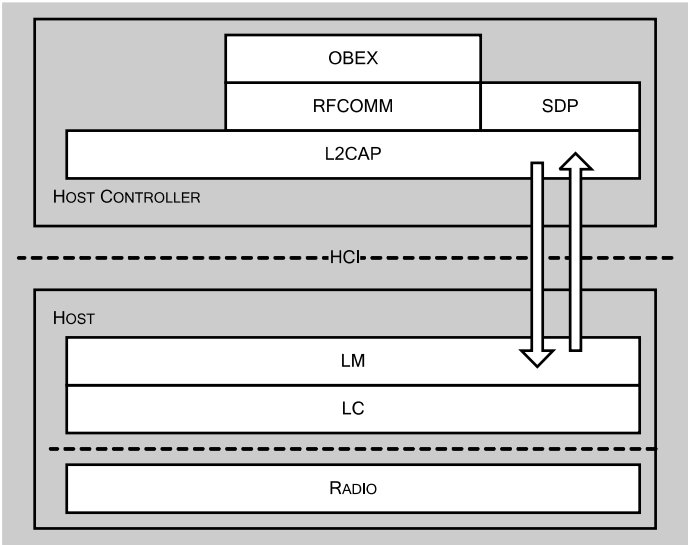 OBEX
RFCOMM SDP
L2CAP
HOST CONTROLLER
HCI
HOST
LM
LC
RADIO